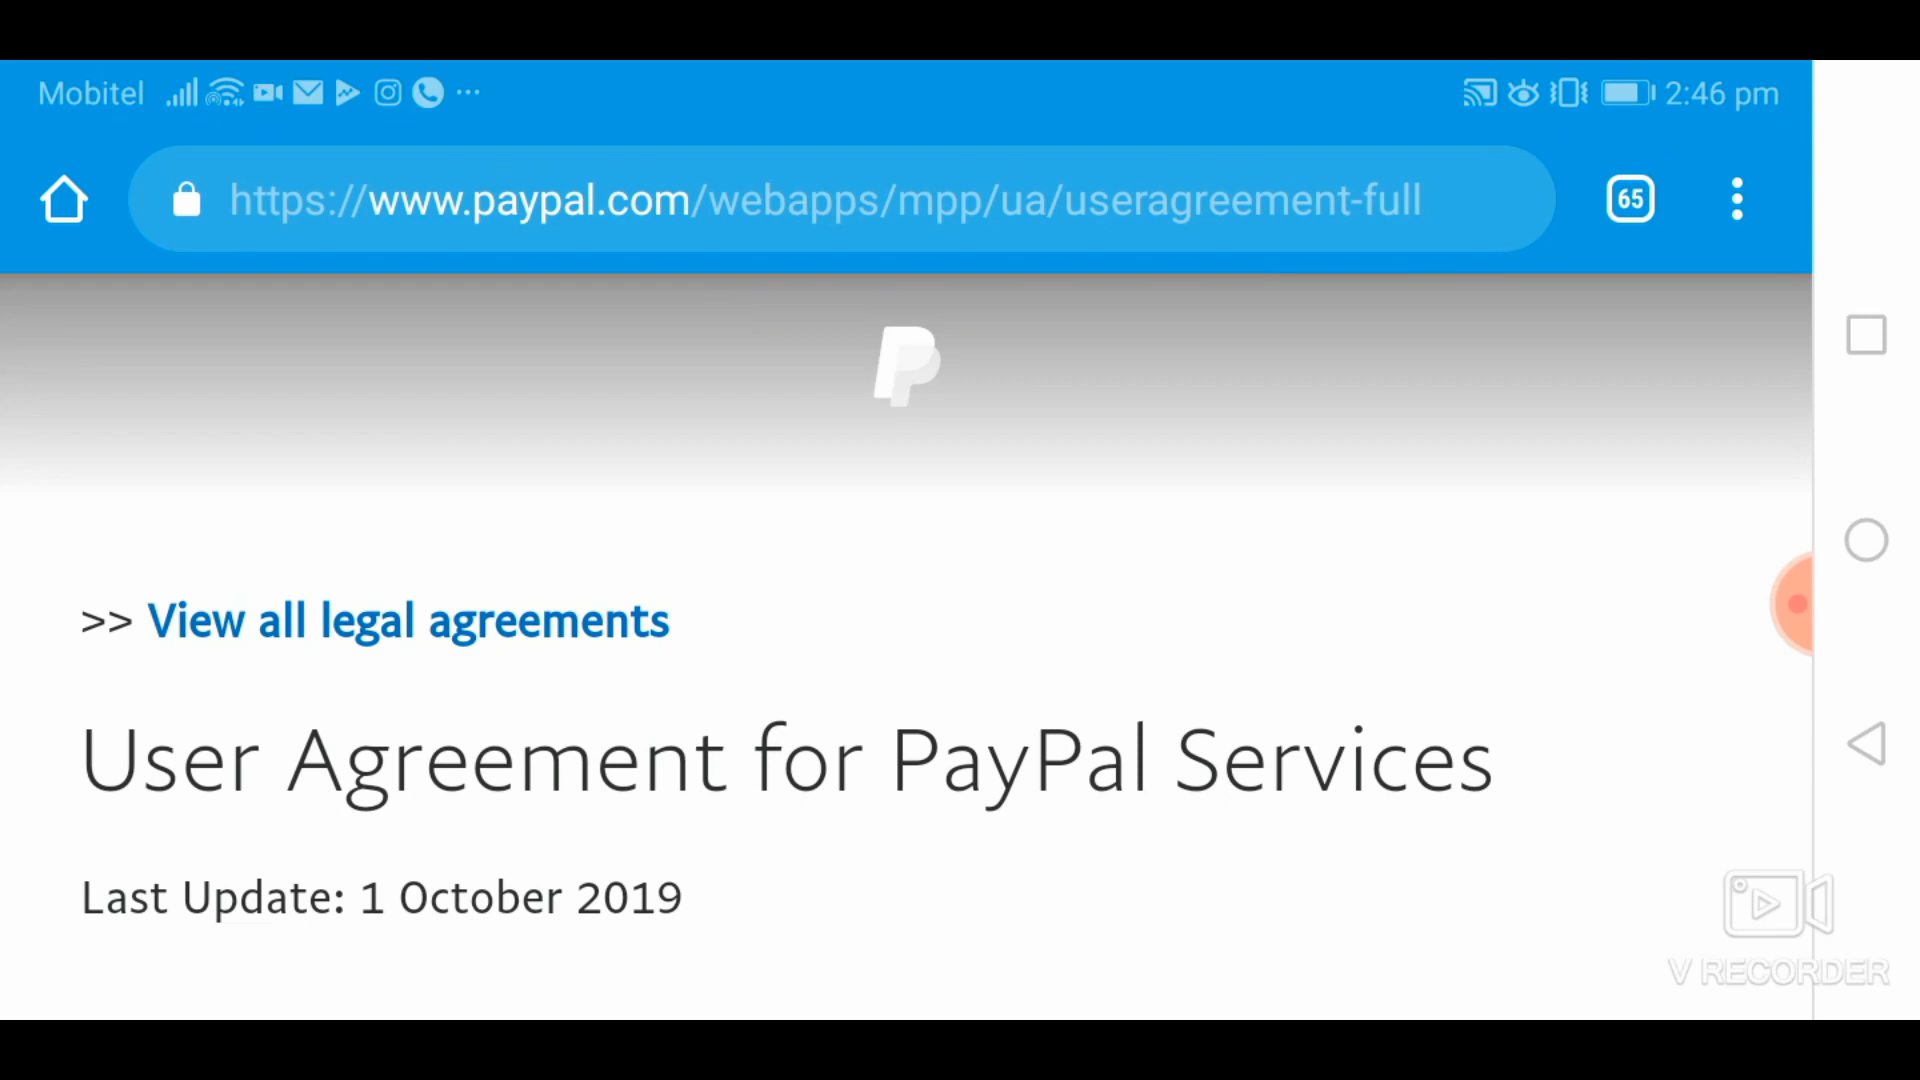 Mobitel 2:46 pm
https://www.paypal.com/webapps/mpp/ua/useragreement-full 65
>> View all legal agreements
User Agreement for PayPal Services
Last Update: 1 October 2019
V RECORDER